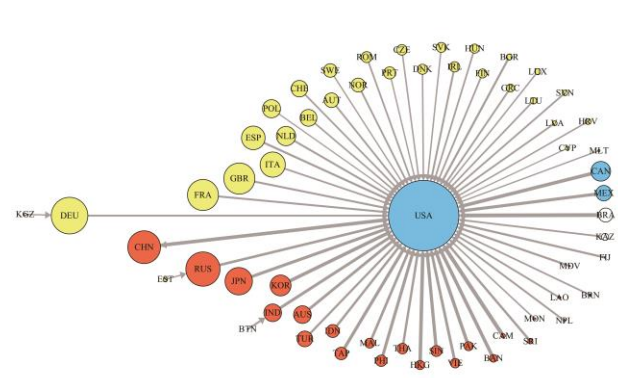 SVK
HUN
CZE
ROM
BGR
SWE
PRT
DNK
IRL
FIN
LUX
CHE
NOR
GRC
SVN
POL
AUT
LTU
BEL
LVA
HRV
ESP
NLD
CYP
MLT
ITA
GBR
CAN
FRA
MEX
KGZ
DEU
USA
BRA
KAZ
CHN
FIJ
RUS
MDV
EST
JPN
KOR
LAO
BRN
IND
AUS
MON
NPL
BTN
TUR
IDN
CAM
SRI
TAP
MAL
THA
PHI
HKG
SIN
VIE
PAK
BAN